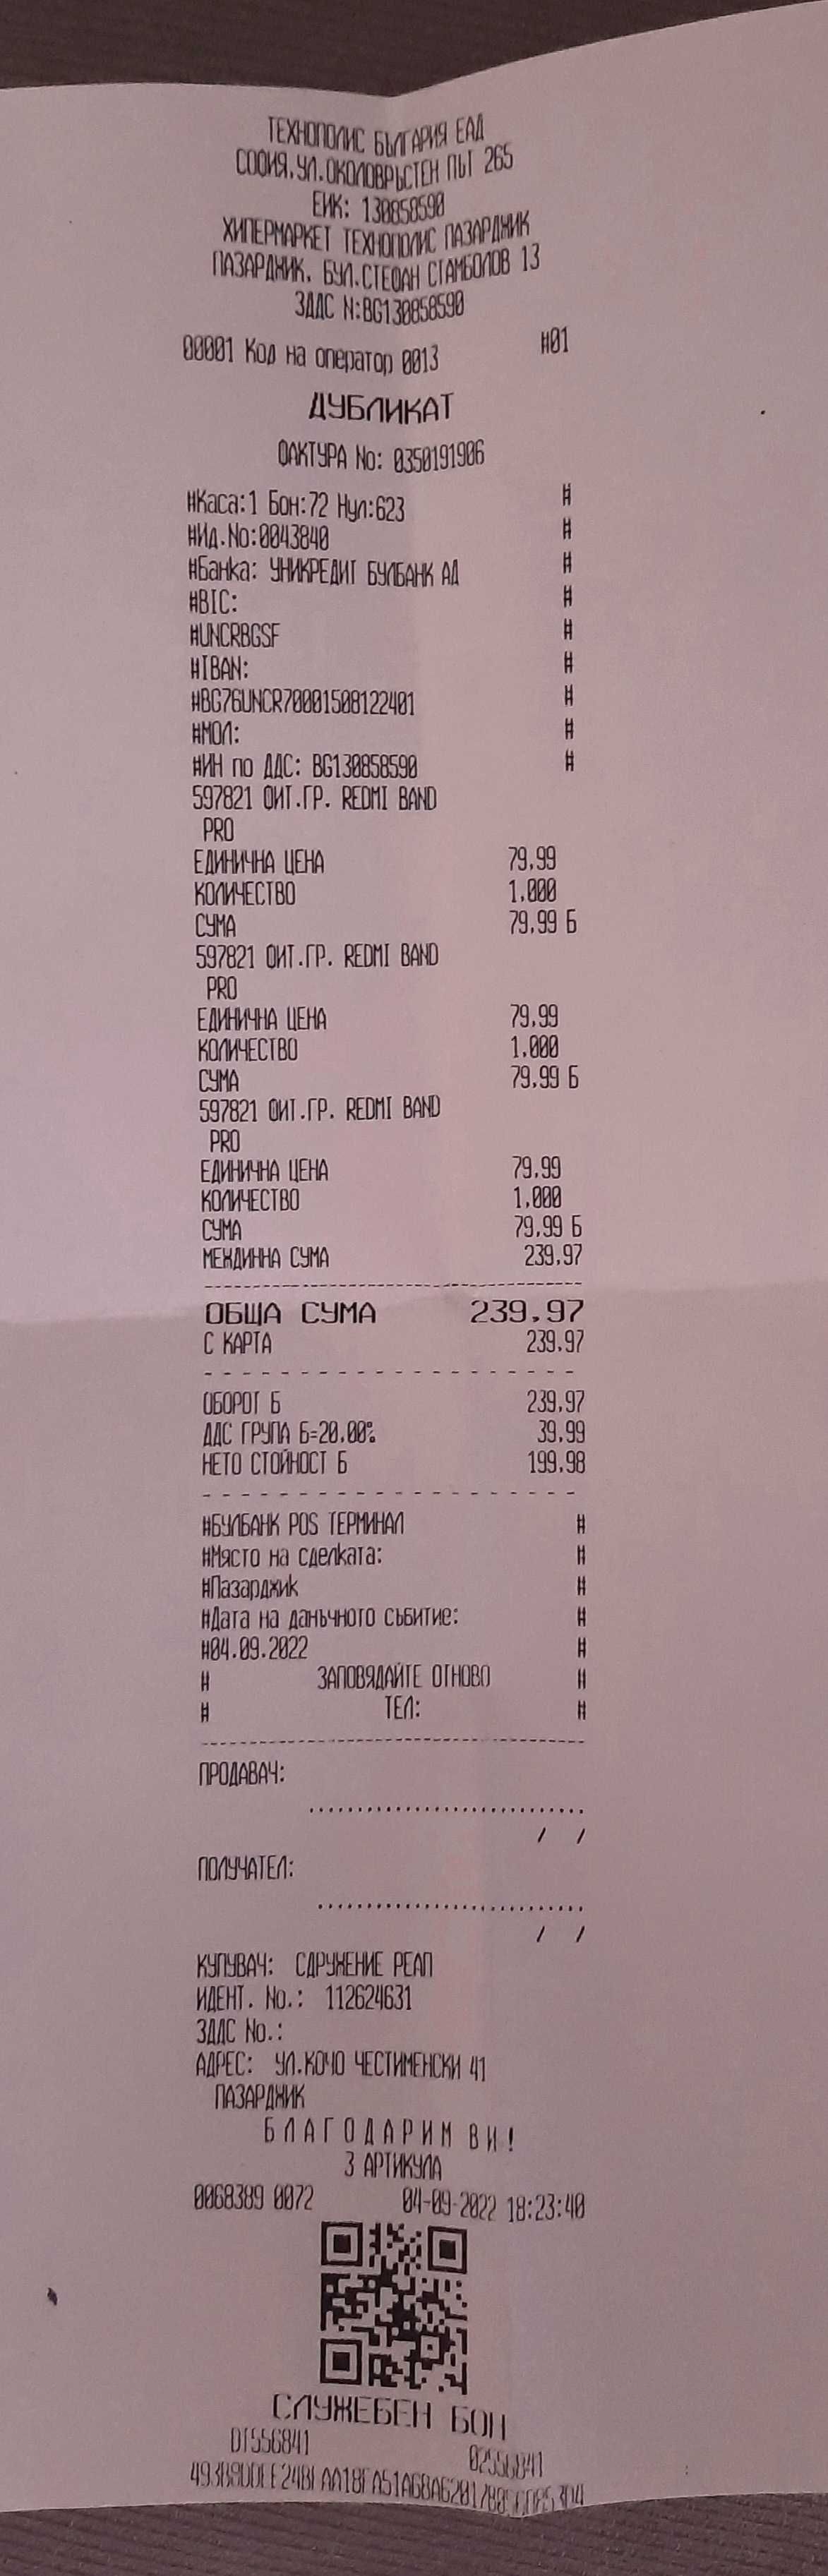 ТЕХНОПОЛИС БЪЛГАРИЯ ЕАД
СОФИЯ.УЛ.ОКОЛОВРЪСТЕН ПЪТ 265
ЕИК: 130858590
ХИПЕРМАРКЕТ ТЕХНОПОЛИС ПАЗАРДЖИК
ПАЗАРДЖИК. БУЛ.СТЕФАН СТАМБОЛОВ 13
ЗДДС N:BG130858590
00001 Код на оператор 0013 #01
ДУБЛИКАТ
ФАКТУРА No: 0350191906
#Каса:1 Бон:72 Нул:623 #
#Ид.No:0043840 #
#Банка: УНИКРЕДИТ БУЛБАНК АД #
#BIC: #
#UNCRBGSF #
#IBAN: #
#BG76UNCR70001508122401 #
#МОЛ: #
#ИН по ДДС: BG130858590 #
597821 ФИТ.ГР. REDMI BAND
PRO
ЕДИНИЧНА ЦЕНА 79.99
КОЛИЧЕСТВО 1.000
СУМА 79.99 Б
597821 ФИТ.ГР. REDMI BAND
PRO
ЕДИНИЧНА ЦЕНА 79.99
КОЛИЧЕСТВО 1.000
СУМА 79.99 Б
597821 ФИТ.ГР. REDMI BAND
PRO
ЕДИНИЧНА ЦЕНА 79.99
КОЛИЧЕСТВО 1.000
СУМА 79.99 Б
МЕЖДИННА СУМА 239.97
ОБЩА СУМА 239.97
С КАРТА 239.97
ОБОРОТ Б 239.97
ДДС ГРУПА Б=20.00% 39.99
НЕТО СТОЙНОСТ Б 199.98
#БУЛБАНК POS ТЕРМИНАЛ #
#Място на сделката: #
#Пазарджик #
#Дата на данъчното събитие: #
#04.09.2022 #
# ЗАПОВЯДАЙТЕ ОТНОВО #
# ТЕЛ: #
ПРОДАВАЧ:
............................
/ /
ПОЛУЧАТЕЛ:
............................
/ /
КУПУВАЧ: СДРУЖЕНИЕ РЕАП
ИДЕНТ. No.: 112624631
ЗДДС No.:
АДРЕС: УЛ.КОЧО ЧЕСТИМЕНСКИ 41
ПАЗАРДЖИК
БЛАГОДАРИМ ВИ!
3 АРТИКУЛА
0068389 0072 04-09-2022 18:23:40
СЛУЖЕБЕН БОН
DT556841 02556841